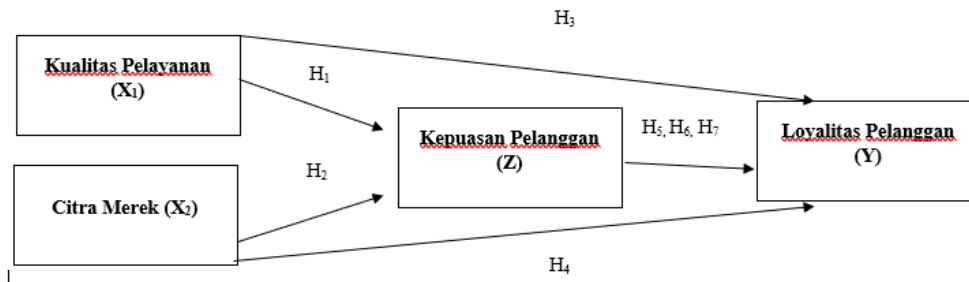 H₃
Kualitas Pelayanan
(X₁)
H₁
Kepuasan Pelanggan
(Z)
H₅, H₆, H₇
Loyalitas Pelanggan
(Y)
H₂
Citra Merek (X₂)
H₄